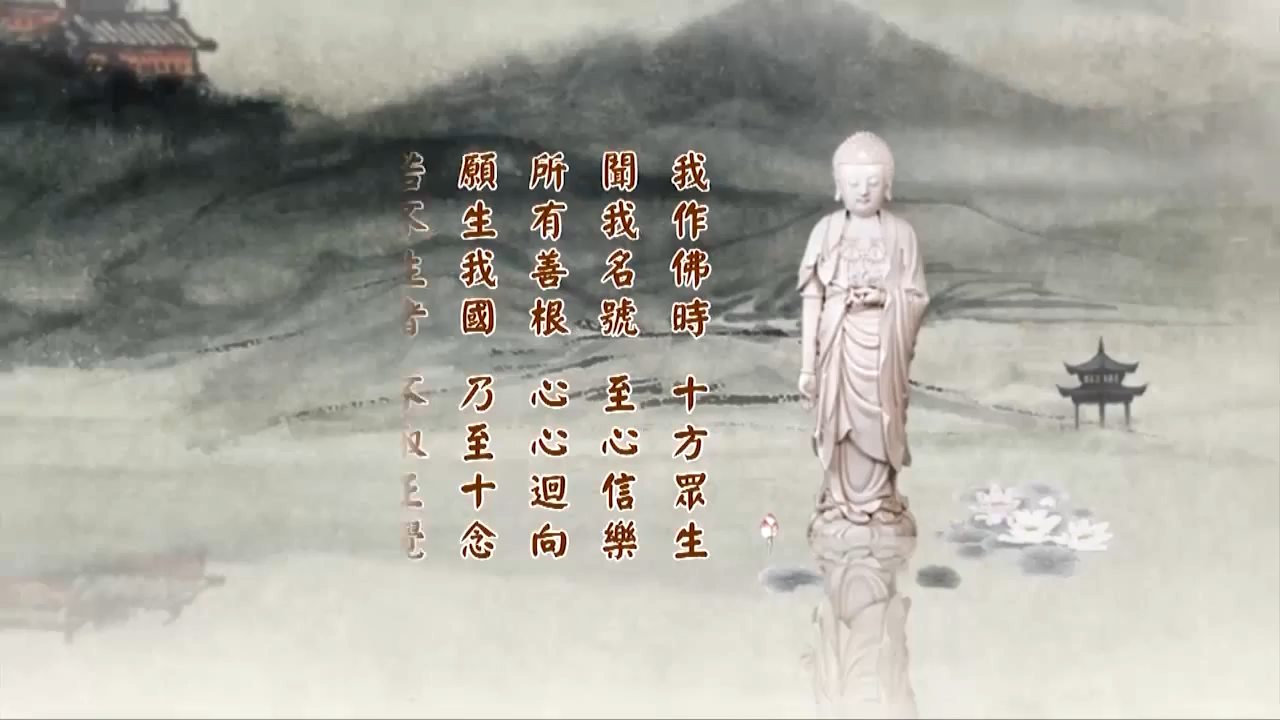 我作佛時 十方眾生
聞我名號 至心信樂
所有善根 心心迴向
願生我國 乃至十念
若不生者 不取正覺